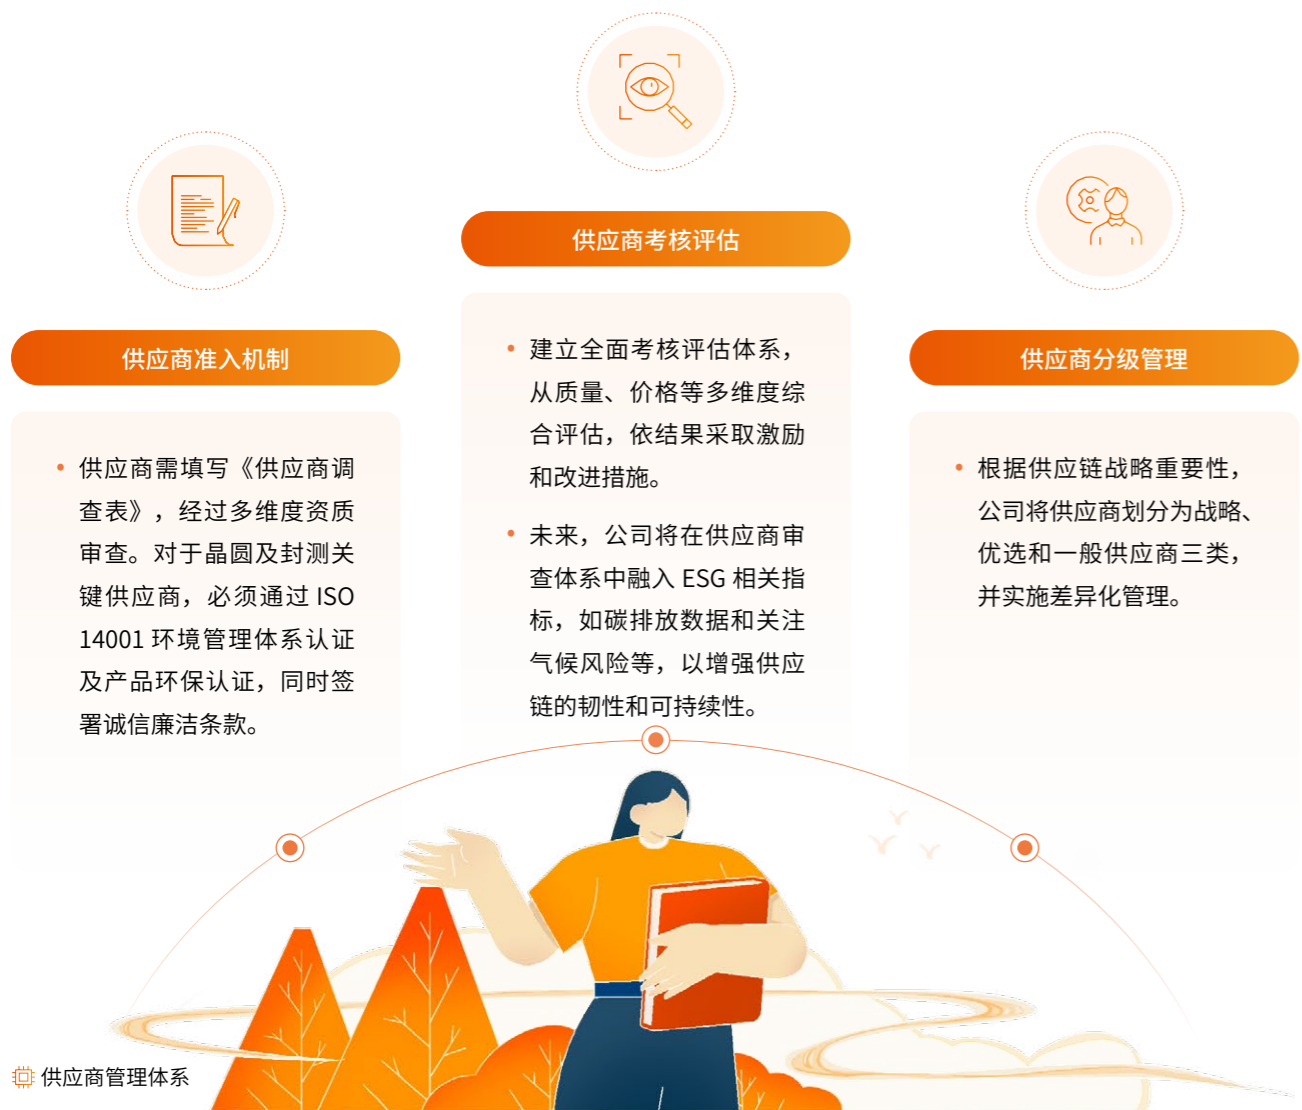 供应商准入机制
• 供应商需填写《供应商调
查表》，经过多维度资质
审查。对于晶圆及封测关
键供应商，必须通过 ISO
14001 环境管理体系认证
及产品环保认证，同时签
署诚信廉洁条款。
供应商考核评估
• 建立全面考核评估体系，
从质量、价格等多维度综
合评估，依结果采取激励
和改进措施。
• 未来，公司将在供应商审
查体系中融入 ESG 相关指
标，如碳排放数据和关注
气候风险等，以增强供应
链的韧性和可持续性。
供应商分级管理
• 根据供应链战略重要性，
公司将供应商划分为战略、
优选和一般供应商三类，
并实施差异化管理。
供应商管理体系